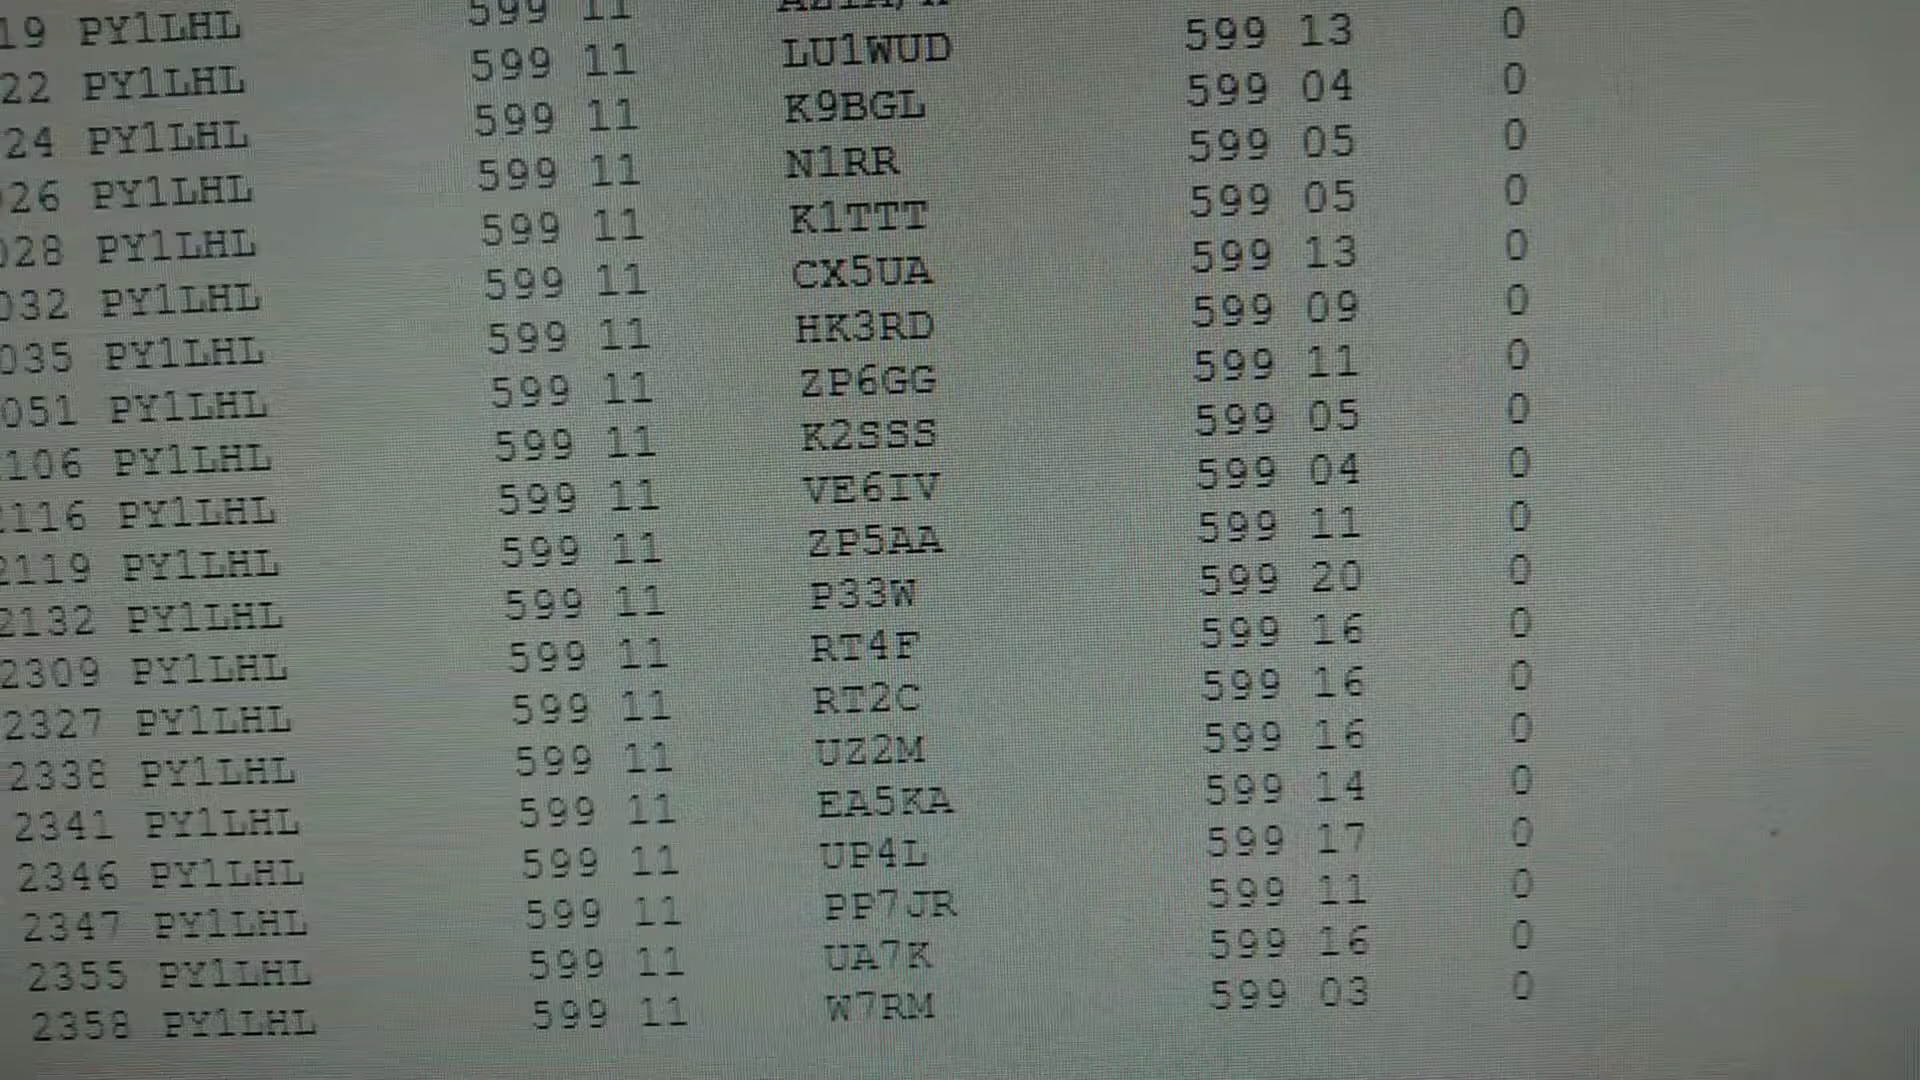 19 PY1LHL 599 11
22 PY1LHL 599 11 LU1WUD 599 13 0
24 PY1LHL 599 11 K9BGL 599 04 0
26 PY1LHL 599 11 N1RR 599 05 0
028 PY1LHL 599 11 K1TTT 599 05 0
032 PY1LHL 599 11 CX5UA 599 13 0
035 PY1LHL 599 11 HK3RD 599 09 0
051 PY1LHL 599 11 ZP6GG 599 11 0
106 PY1LHL 599 11 K2SSS 599 05 0
116 PY1LHL 599 11 VE6IV 599 04 0
2119 PY1LHL 599 11 ZP5AA 599 11 0
2132 PY1LHL 599 11 P33W 599 20 0
2309 PY1LHL 599 11 RT4F 599 16 0
2327 PY1LHL 599 11 RT2C 599 16 0
2338 PY1LHL 599 11 UZ2M 599 16 0
2341 PY1LHL 599 11 EA5KA 599 14 0
2346 PY1LHL 599 11 UP4L 599 17 0
2347 PY1LHL 599 11 PP7JR 599 11 0
2355 PY1LHL 599 11 UA7K 599 16 0
2358 PY1LHL 599 11 W7RM 599 03 0